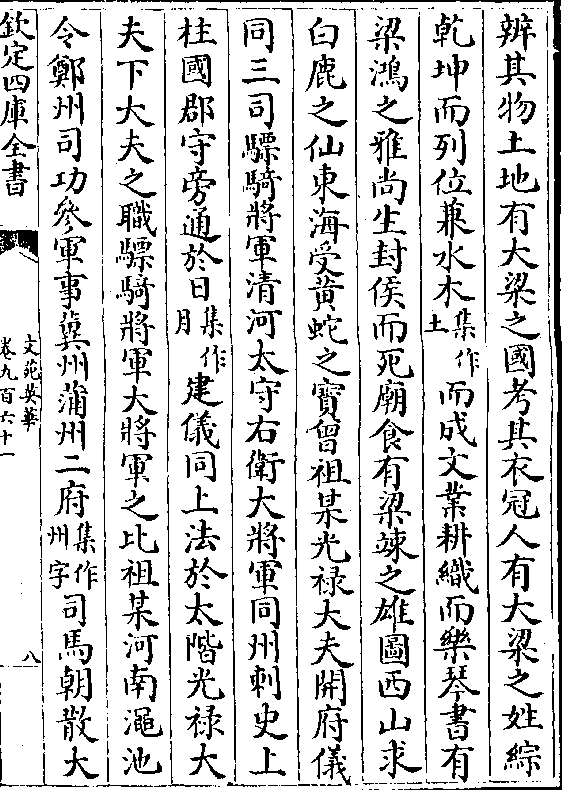 辨其物土地有大梁之國考其衣冠人有大梁之姓綜
乾坤而列位兼水木集作土而成文業耕織而樂琴書有
梁鴻之雅尚生封侯而死廟食有梁竦之雄圖西山求
白鹿之仙東海受黃蛇之寶曾祖某光禄大夫開府儀
同三司驃騎將軍清河太守右衛大將軍同州刺史上
柱國郡守旁通於日集作月建儀同上法於太階光禄大
夫下大夫之職驃騎將軍大將軍之比祖某河南澠池
令鄭州司功參軍事冀州蒲州二府集作州字司馬朝散大
欽定四庫全書
文苑英華
卷九百六十一
八